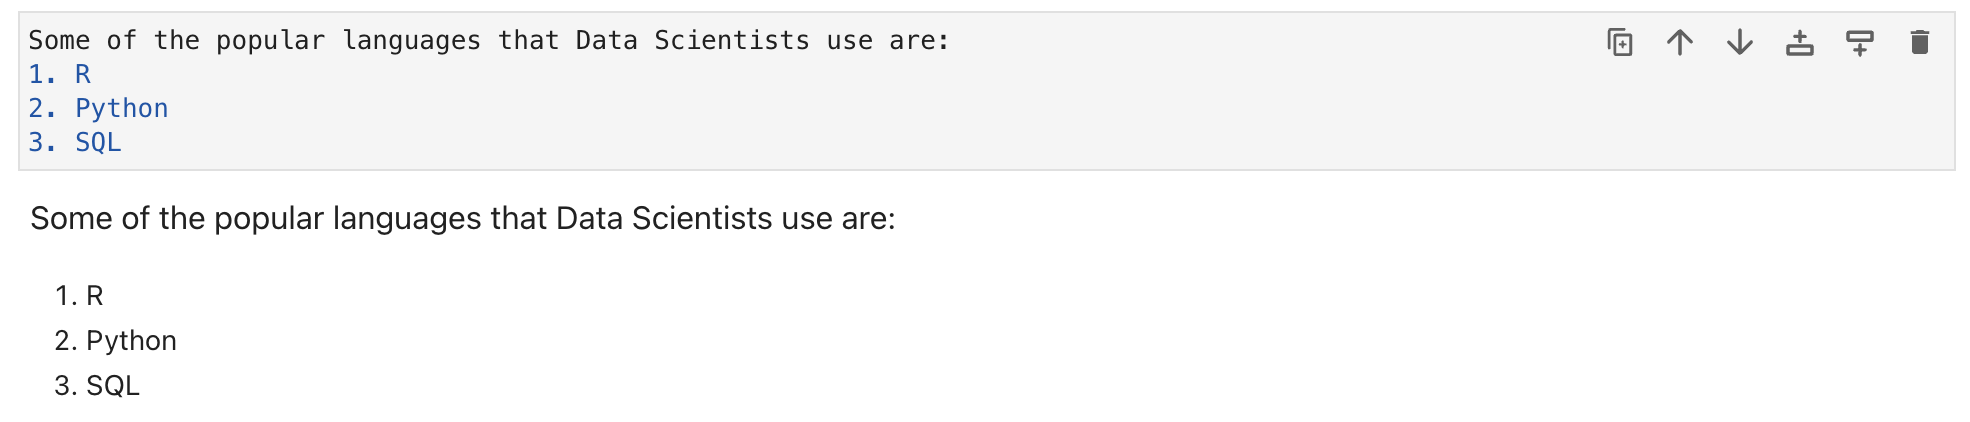 Some of the popular languages that Data Scientists use are:
1. R
2. Python
3. SQL
Some of the popular languages that Data Scientists use are:
1. R
2. Python
3. SQL